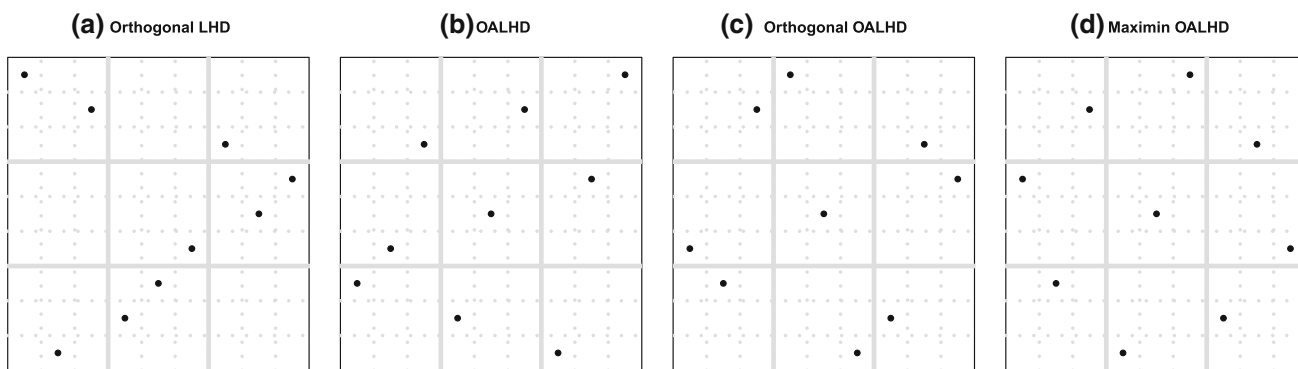 (a) Orthogonal LHD
(b) OALHD
(c) Orthogonal OALHD
(d) Maximin OALHD